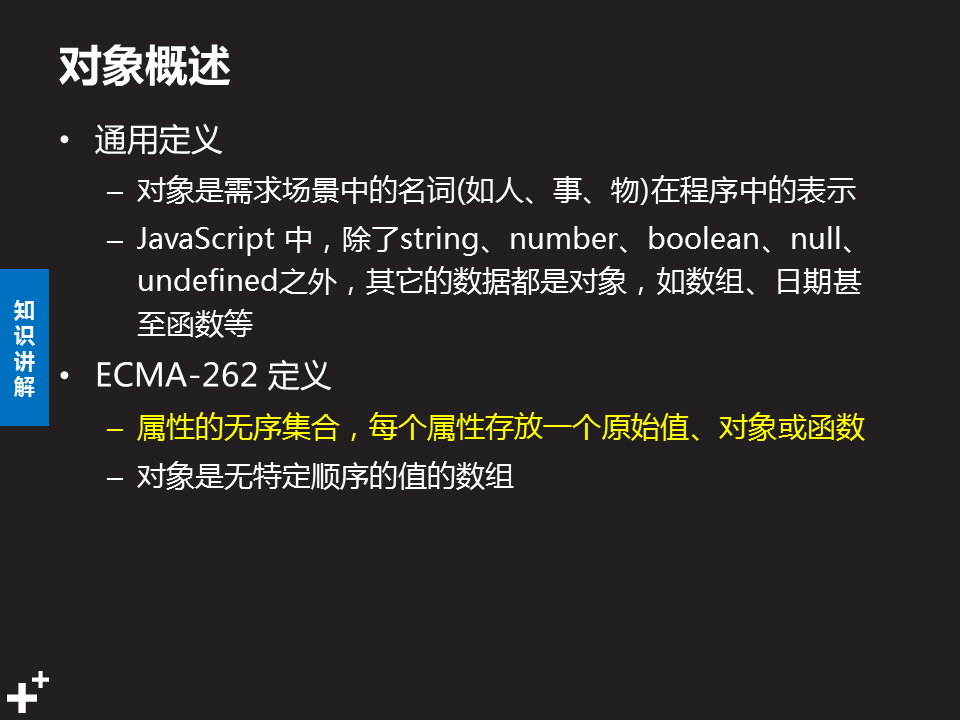 对象概述
• 通用定义
– 对象是需求场景中的名词(如人、事、物)在程序中的表示
– JavaScript 中，除了string、number、boolean、null、
undefined之外，其它的数据都是对象，如数组、日期甚
至函数等
知
识
讲
解
• ECMA-262 定义
– 属性的无序集合，每个属性存放一个原始值、对象或函数
– 对象是无特定顺序的值的数组